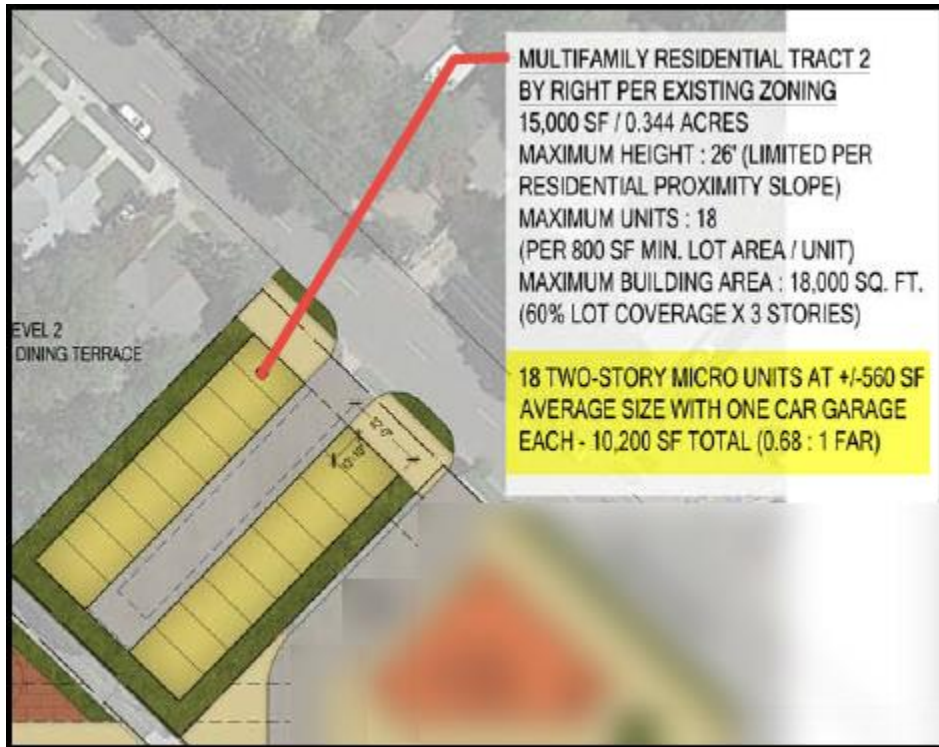 MULTIFAMILY RESIDENTIAL TRACT 2
BY RIGHT PER EXISTING ZONING
15,000 SF / 0.344 ACRES
MAXIMUM HEIGHT : 26' (LIMITED PER
RESIDENTIAL PROXIMITY SLOPE)
MAXIMUM UNITS : 18
(PER 800 SF MIN. LOT AREA / UNIT)
MAXIMUM BUILDING AREA : 18,000 SQ. FT.
(60% LOT COVERAGE X 3 STORIES)
18 TWO-STORY MICRO UNITS AT +/-560 SF
AVERAGE SIZE WITH ONE CAR GARAGE
EACH - 10,200 SF TOTAL (0.68 : 1 FAR)
EVEL 2
DINING TERRACE